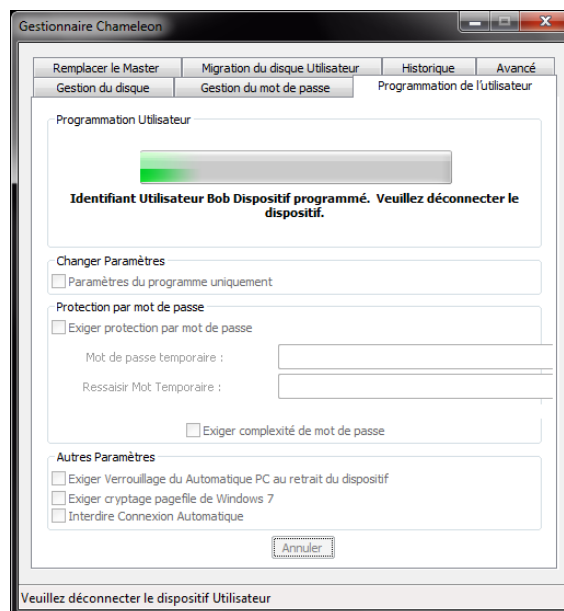 Gestionnaire Chameleon
Remplacer le Master
Migration du disque Utilisateur
Historique
Avancé
Gestion du disque
Gestion du mot de passe
Programmation de l'utilisateur
Programmation Utilisateur
Identifiant Utilisateur Bob Dispositif programmé. Veuillez déconnecter le
dispositif.
Changer Paramètres
Paramètres du programme uniquement
Protection par mot de passe
Exiger protection par mot de passe
Mot de passe temporaire :
Ressaisir Mot Temporaire :
Exiger complexité de mot de passe
Autres Paramètres
Exiger Verrouillage du Automatique PC au retrait du dispositif
Exiger cryptage pagefile de Windows 7
Interdire Connexion Automatique
Annuler
Veuillez déconnecter le dispositif Utilisateur